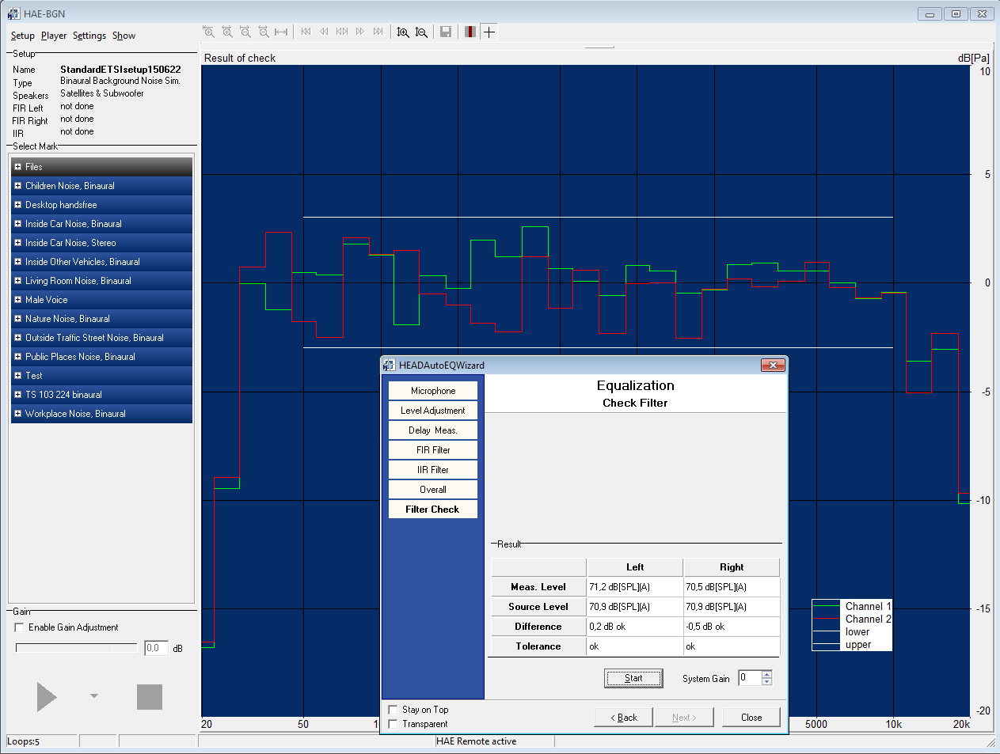 HAE-BGN
Setup Player Settings Show
Setup
Name StandardETSIsetup150622
Type Binaural Background Noise Sim.
Speakers Satellites & Subwoofer
FIR Left not done
FIR Right not done
IIR not done
Select Mark
Files
Children Noise, Binaural
Desktop handsfree
Inside Car Noise, Binaural
Inside Car Noise, Stereo
Inside Other Vehicles, Binaural
Living Room Noise, Binaural
Male Voice
Nature Noise, Binaural
Outside Traffic Street Noise, Binaural
Public Places Noise, Binaural
Test
TS 103 224 binaural
Workplace Noise, Binaural
Gain
Enable Gain Adjustment
0,0 dB
Loops:5
HAE Remote active
Result of check dB[Pa]
10
5
0
-5
-10
-15
-20
20 50 5000 10k 20k
Channel 1
Channel 2
lower
upper
HEADAutoEQWizard
Microphone
Level Adjustment
Delay Meas.
FIR Filter
IIR Filter
Overall
Filter Check
Equalization
Check Filter
Result
Left Right
Meas. Level 71,2 dB[SPL](A) 70,5 dB[SPL](A)
Source Level 70,9 dB[SPL](A) 70,9 dB[SPL](A)
Difference 0,2 dB ok -0,5 dB ok
Tolerance ok ok
Start System Gain 0
Stay on Top
Transparent
< Back Next > Close